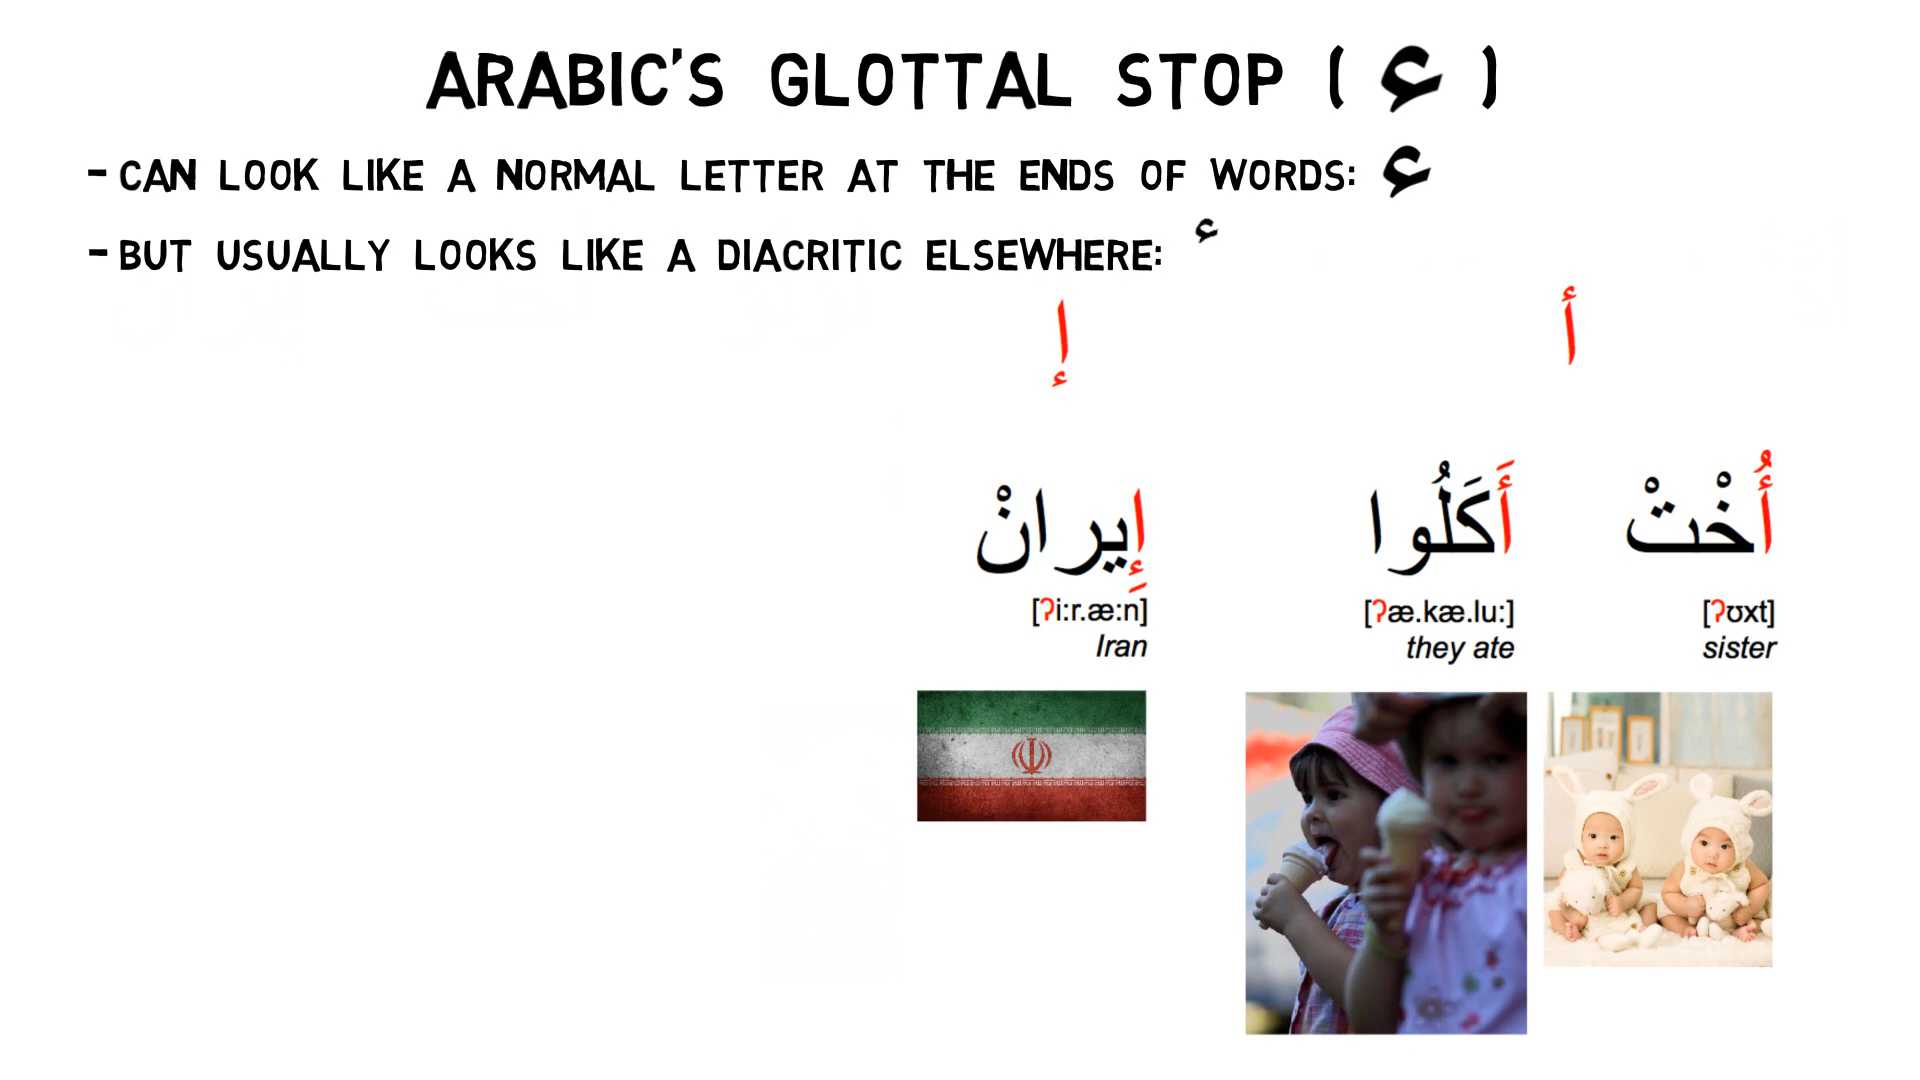 ARABIC'S GLOTTAL STOP ( ء )
- CAN LOOK LIKE A NORMAL LETTER AT THE ENDS OF WORDS: ء
- BUT USUALLY LOOKS LIKE A DIACRITIC ELSEWHERE: ء
إ
أ
إِيرانْ
[ʔi:r.æ:n]
Iran
أَكَلُوا
[ʔæ.kæ.lu:]
they ate
أُخْتْ
[ʔʊxt]
sister